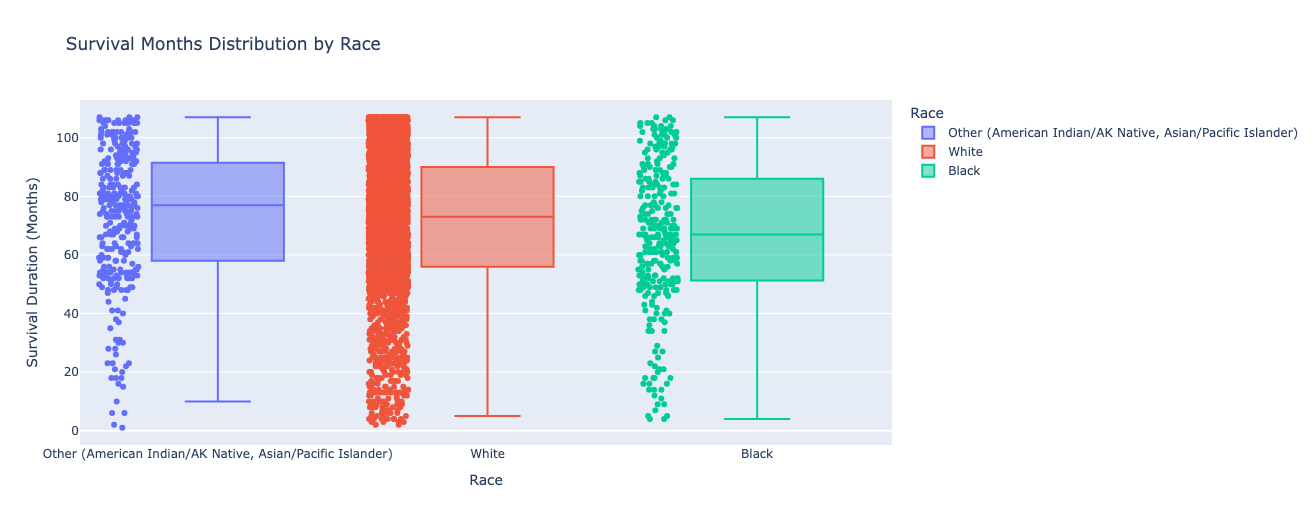 Survival Months Distribution by Race
Race
Other (American Indian/AK Native, Asian/Pacific Islander)
White
Black
Survival Duration (Months)
100
80
60
40
20
0
Other (American Indian/AK Native, Asian/Pacific Islander)
White
Black
Race